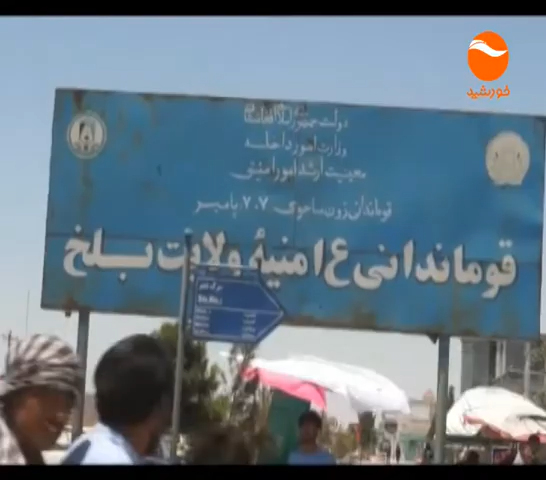 خورشید
دولت جمهوری اسلامی افغانستان
وزارت امور داخله
معینیت ارشد امور امنیتی
قوماندان زون ساحوی ۷۰۷ پامیر
قوماندانی ع امنیهٔ ولایت بلخ